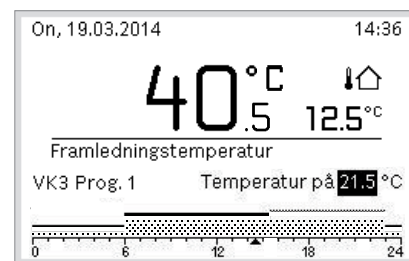 On, 19.03.2014 14:36
40.5 °C
12.5 °C
Framledningstemperatur
VK3 Prog. 1 Temperatur på 21.5 °C
0 6 12 18 24